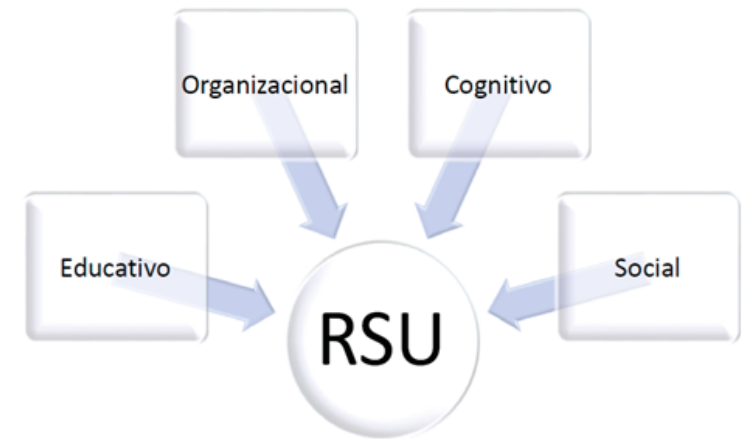 Organizacional
Cognitivo
Educativo
Social
RSU